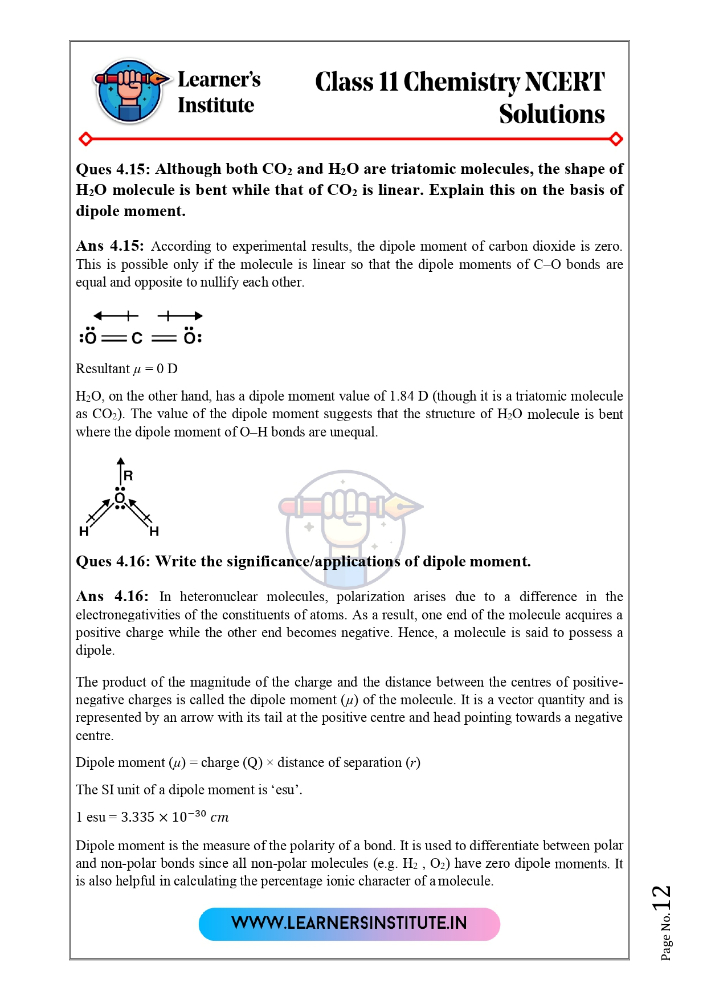 Learner's
Institute
Class 11 Chemistry NCERT
Solutions
Ques 4.15: Although both CO₂ and H₂O are triatomic molecules, the shape of
H₂O molecule is bent while that of CO₂ is linear. Explain this on the basis of
dipole moment.
Ans 4.15: According to experimental results, the dipole moment of carbon dioxide is zero.
This is possible only if the molecule is linear so that the dipole moments of C–O bonds are
equal and opposite to nullify each other.
:Ö = C = Ö:
Resultant μ = 0 D
H₂O, on the other hand, has a dipole moment value of 1.84 D (though it is a triatomic molecule
as CO₂). The value of the dipole moment suggests that the structure of H₂O molecule is bent
where the dipole moment of O–H bonds are unequal.
R
O
H H
Ques 4.16: Write the significance/applications of dipole moment.
Ans 4.16: In heteronuclear molecules, polarization arises due to a difference in the
electronegativities of the constituents of atoms. As a result, one end of the molecule acquires a
positive charge while the other end becomes negative. Hence, a molecule is said to possess a
dipole.
The product of the magnitude of the charge and the distance between the centres of positive-
negative charges is called the dipole moment (μ) of the molecule. It is a vector quantity and is
represented by an arrow with its tail at the positive centre and head pointing towards a negative
centre.
Dipole moment (μ) = charge (Q) × distance of separation (r)
The SI unit of a dipole moment is ‘esu’.
1 esu = 3.335 × 10⁻³⁰ cm
Dipole moment is the measure of the polarity of a bond. It is used to differentiate between polar
and non-polar bonds since all non-polar molecules (e.g. H₂ , O₂) have zero dipole moments. It
is also helpful in calculating the percentage ionic character of a molecule.
WWW.LEARNERSINSTITUTE.IN
Page No. 12